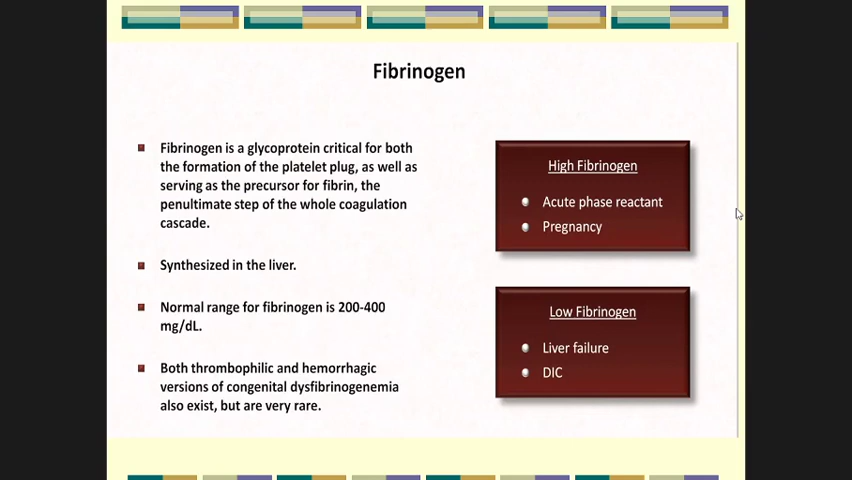 Fibrinogen
Fibrinogen is a glycoprotein critical for both
the formation of the platelet plug, as well as
serving as the precursor for fibrin, the
penultimate step of the whole coagulation
cascade.
Synthesized in the liver.
Normal range for fibrinogen is 200-400
mg/dL.
Both thrombophilic and hemorrhagic
versions of congenital dysfibrinogenemia
also exist, but are very rare.
High Fibrinogen
Acute phase reactant
Pregnancy
Low Fibrinogen
Liver failure
DIC